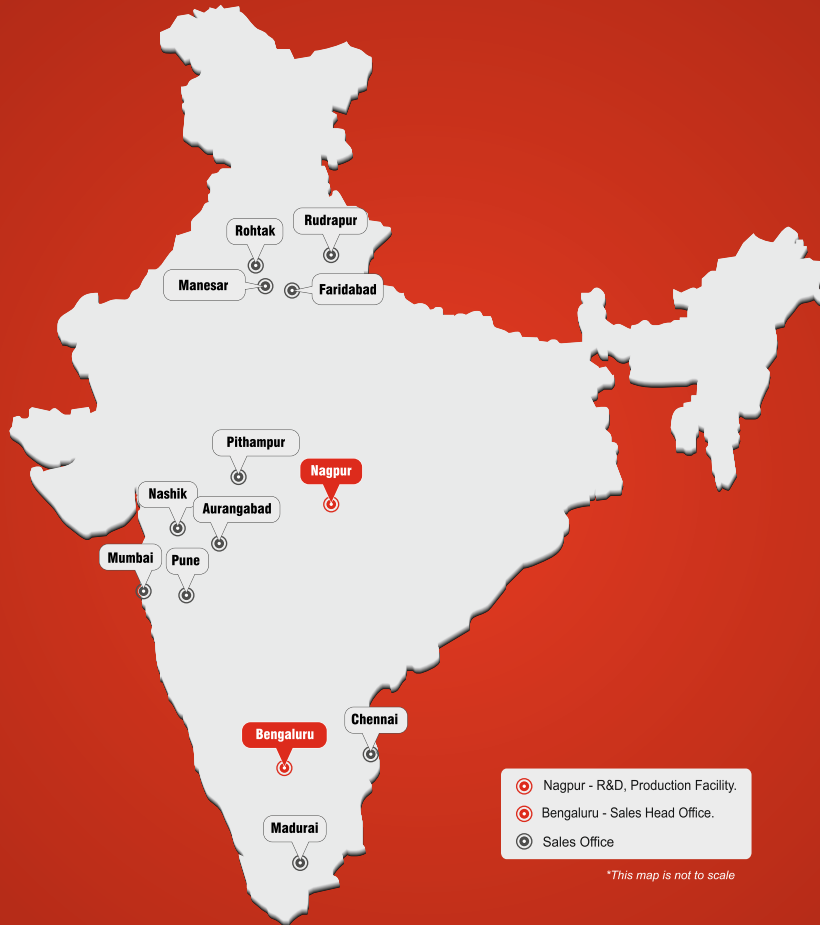 Rudrapur
Rohtak
Manesar
Faridabad
Pithampur
Nagpur
Nashik
Aurangabad
Mumbai
Pune
Chennai
Bengaluru
Madurai
Nagpur - R&D, Production Facility.
Bengaluru - Sales Head Office.
Sales Office
*This map is not to scale